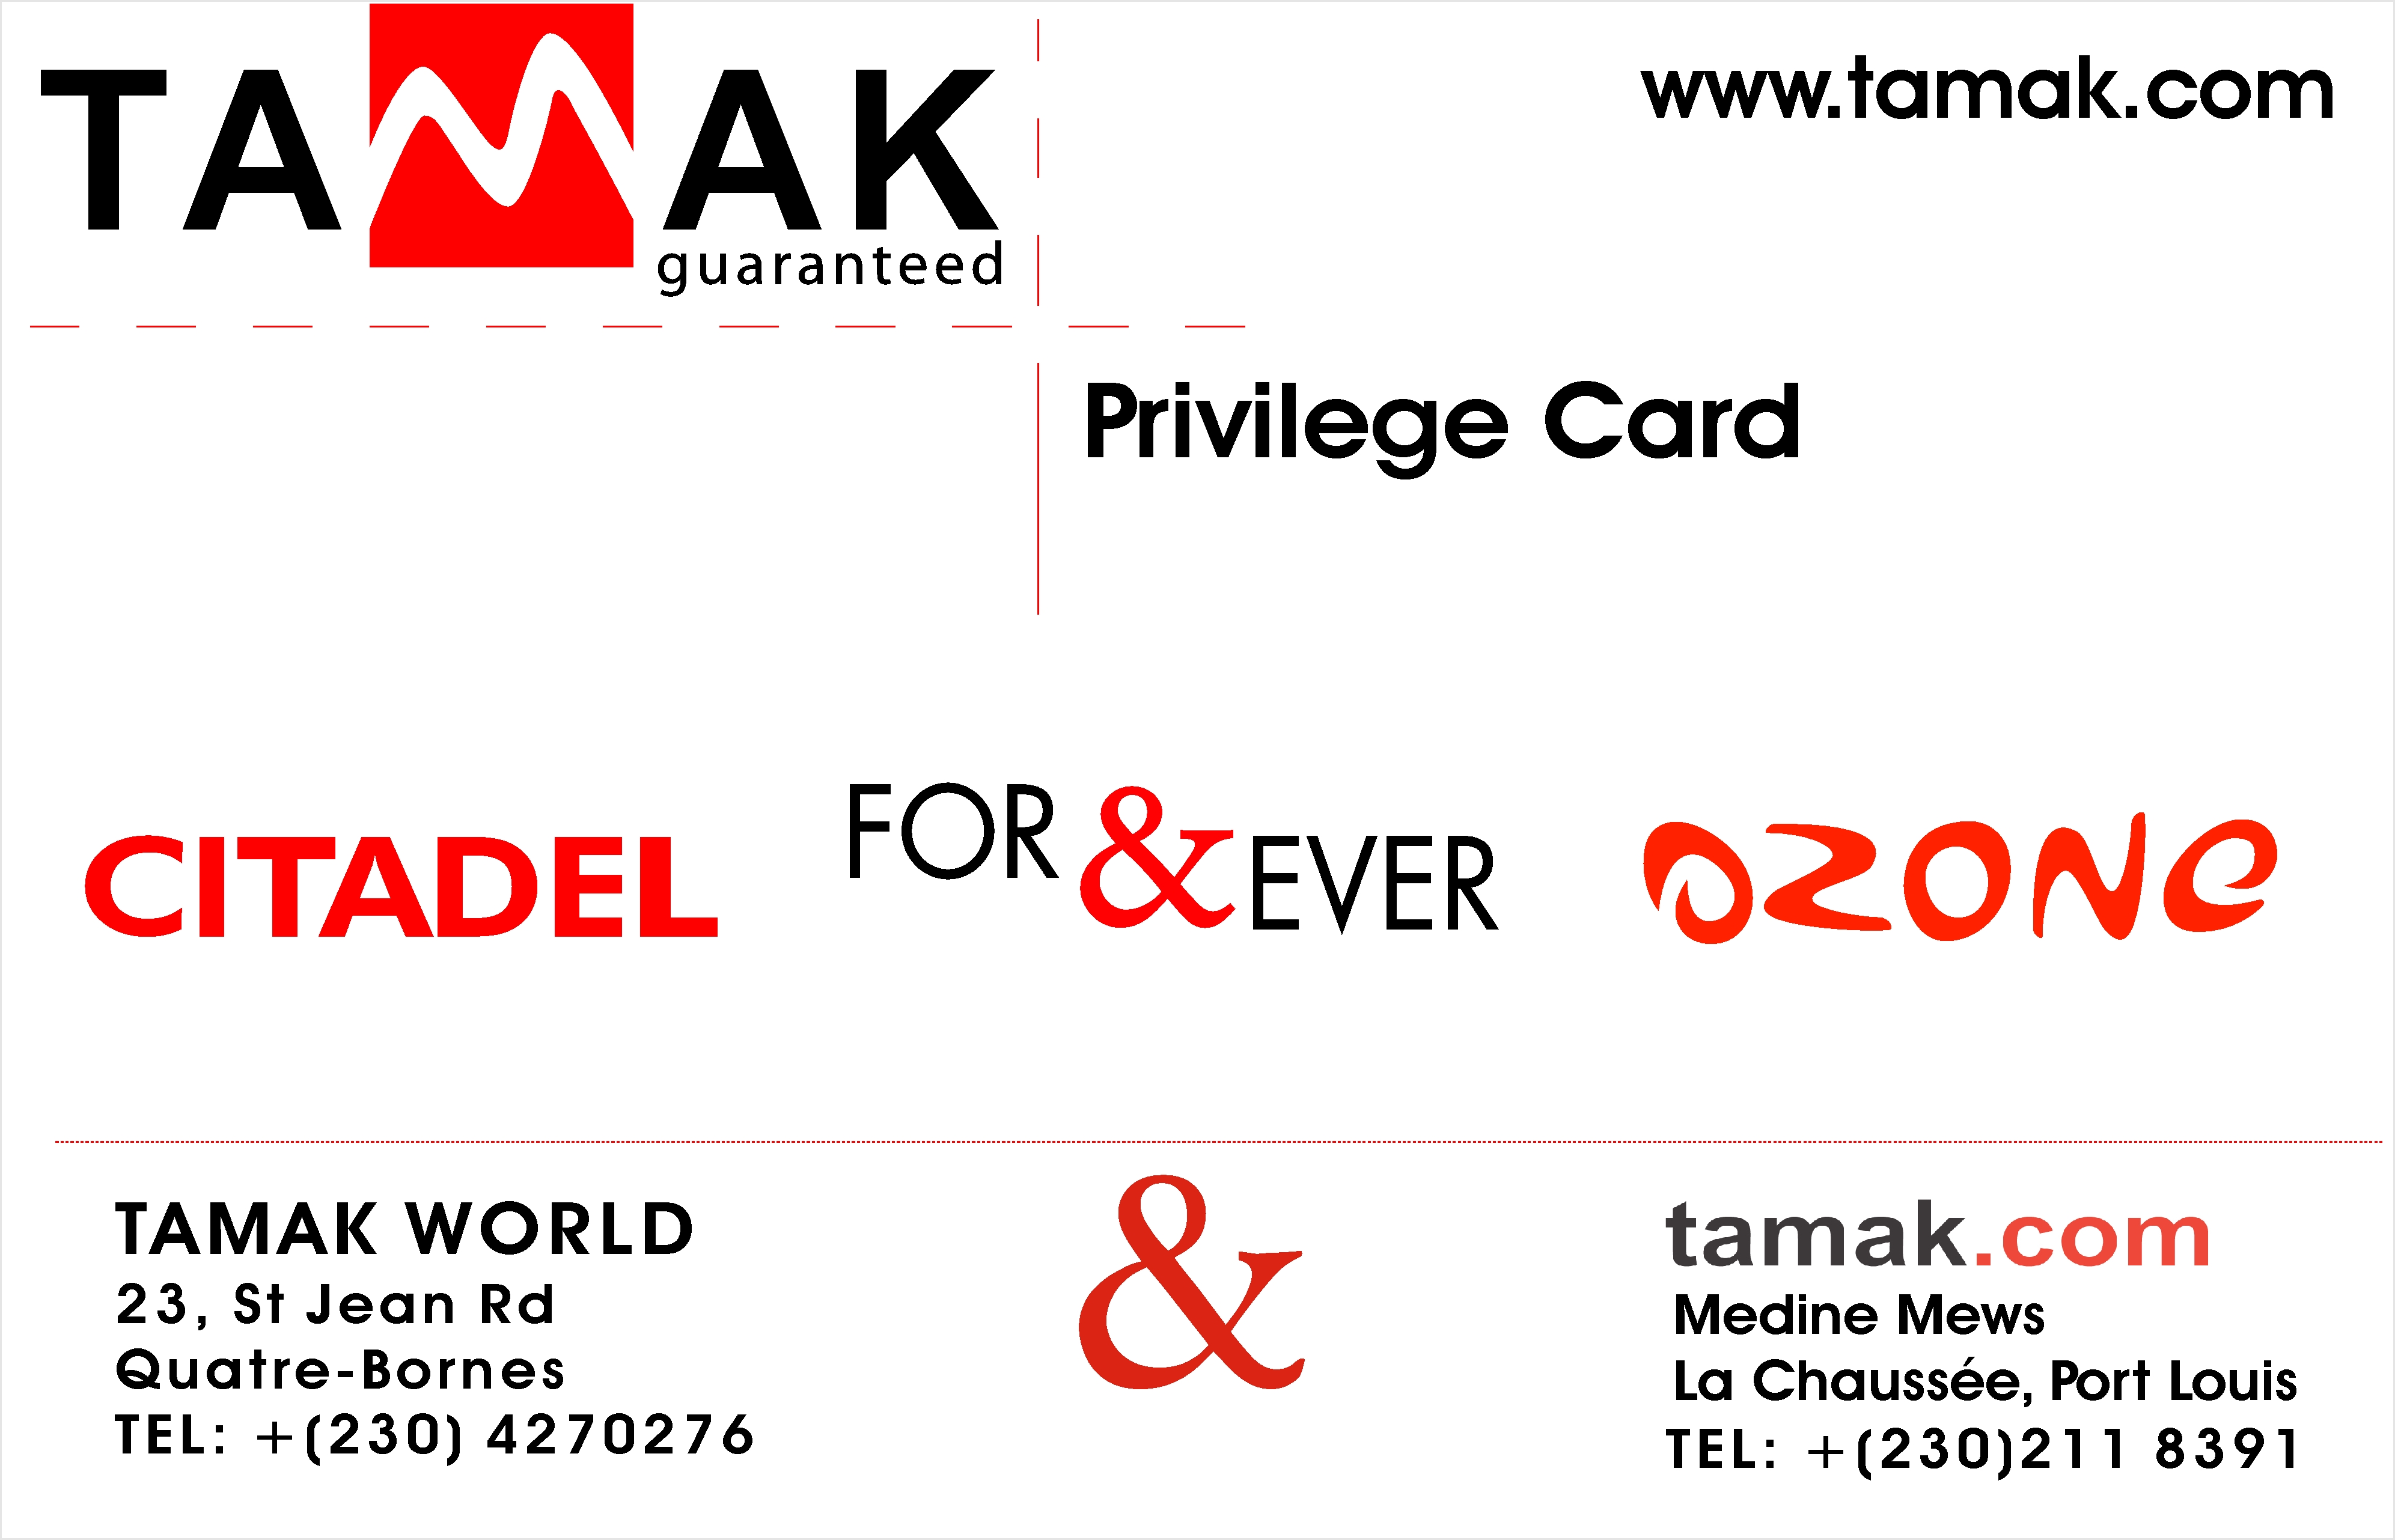 TAMAK
guaranteed
www.tamak.com
Privilege Card
CITADEL
FOR & EVER
OZONE
TAMAK WORLD
23, St Jean Rd
Quatre-Bornes
TEL: +(230) 4270276
&
tamak.com
Medine Mews
La Chaussée, Port Louis
TEL: +(230)211 8391